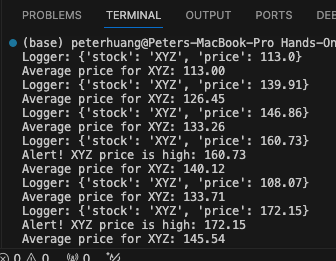 PROBLEMS TERMINAL OUTPUT PORTS
(base) peterhuang@Peters-MacBook-Pro Hands-On
Logger: {'stock': 'XYZ', 'price': 113.0}
Average price for XYZ: 113.00
Logger: {'stock': 'XYZ', 'price': 139.91}
Average price for XYZ: 126.45
Logger: {'stock': 'XYZ', 'price': 146.86}
Average price for XYZ: 133.26
Logger: {'stock': 'XYZ', 'price': 160.73}
Alert! XYZ price is high: 160.73
Average price for XYZ: 140.12
Logger: {'stock': 'XYZ', 'price': 108.07}
Average price for XYZ: 133.71
Logger: {'stock': 'XYZ', 'price': 172.15}
Alert! XYZ price is high: 172.15
Average price for XYZ: 145.54
0 0 0